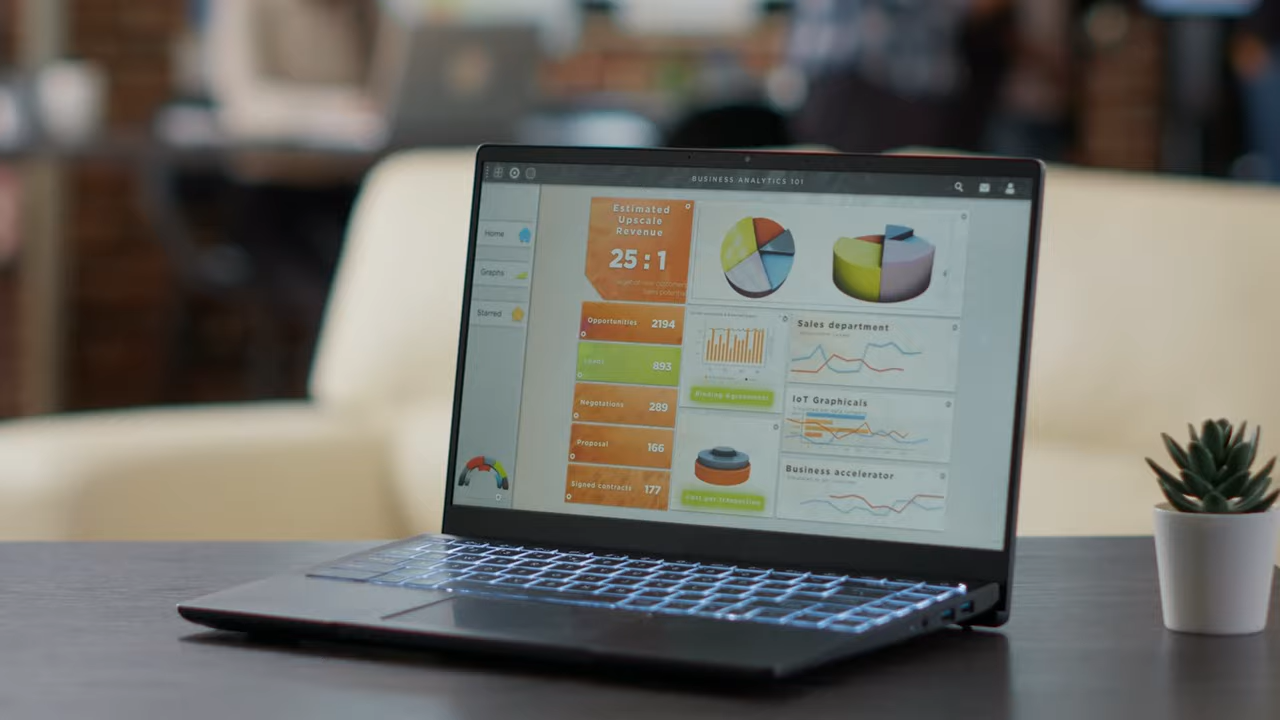 BUSINESS ANALYTICS 101
Home
Graphs
Starred
Estimated
Upscale
Revenue
25 : 1
Opportunities 2194
Leads 893
Negotations 289
Proposal 166
Signed contracts 177
Sales department
IoT Graphicals
Business accelerator